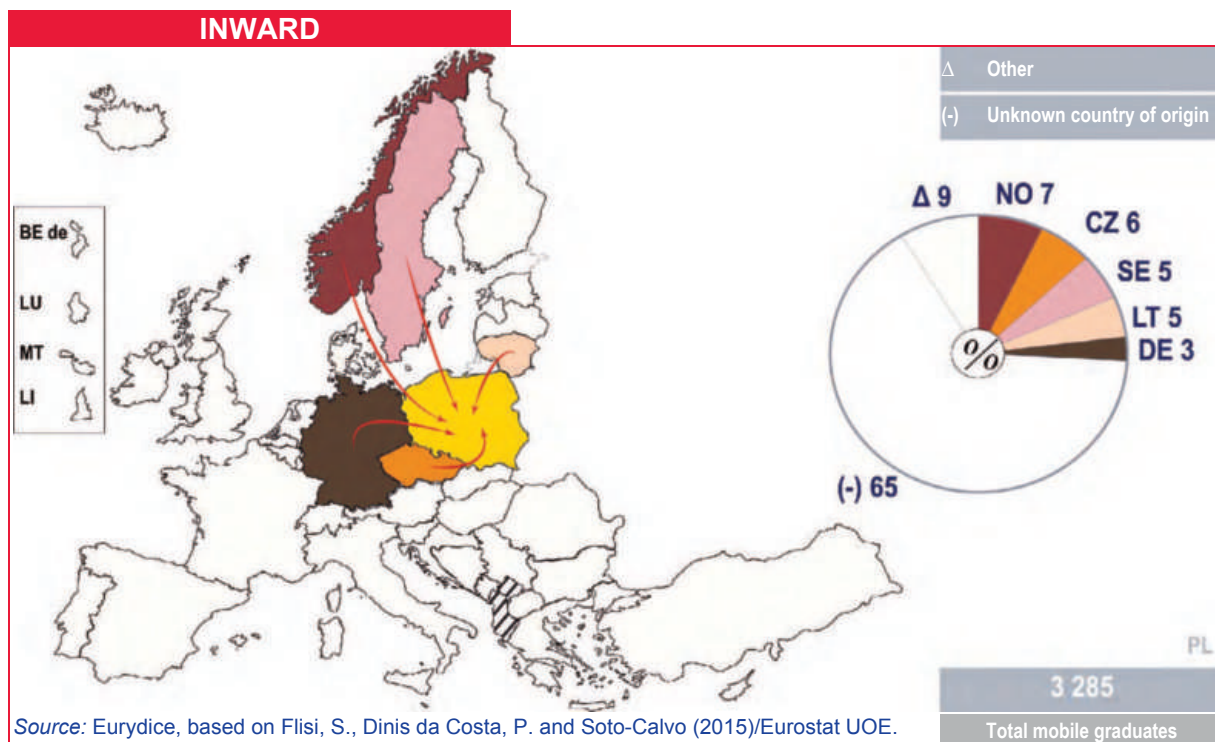 INWARD
Δ Other
(-) Unknown country of origin
BE de
LU
MT
LI
Δ 9
NO 7
CZ 6
SE 5
LT 5
DE 3
%
(-) 65
PL
3 285
Total mobile graduates
Source: Eurydice, based on Flisi, S., Dinis da Costa, P. and Soto-Calvo (2015)/Eurostat UOE.